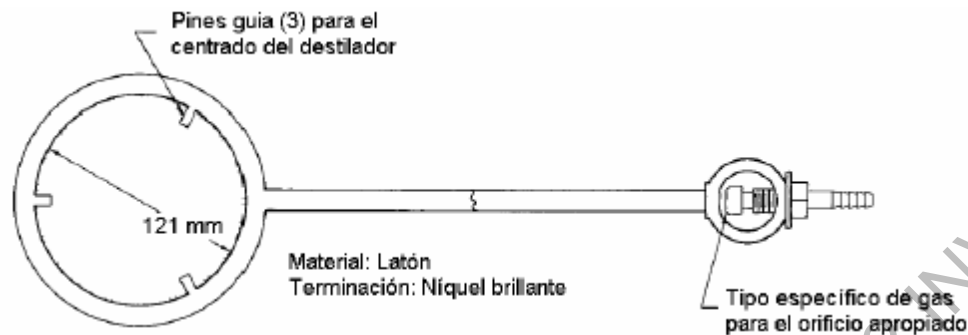 Pines guia (3) para el
centrado del destilador
121 mm
Material: Latón
Terminación: Níquel brillante
Tipo específico de gas
para el orificio apropiado